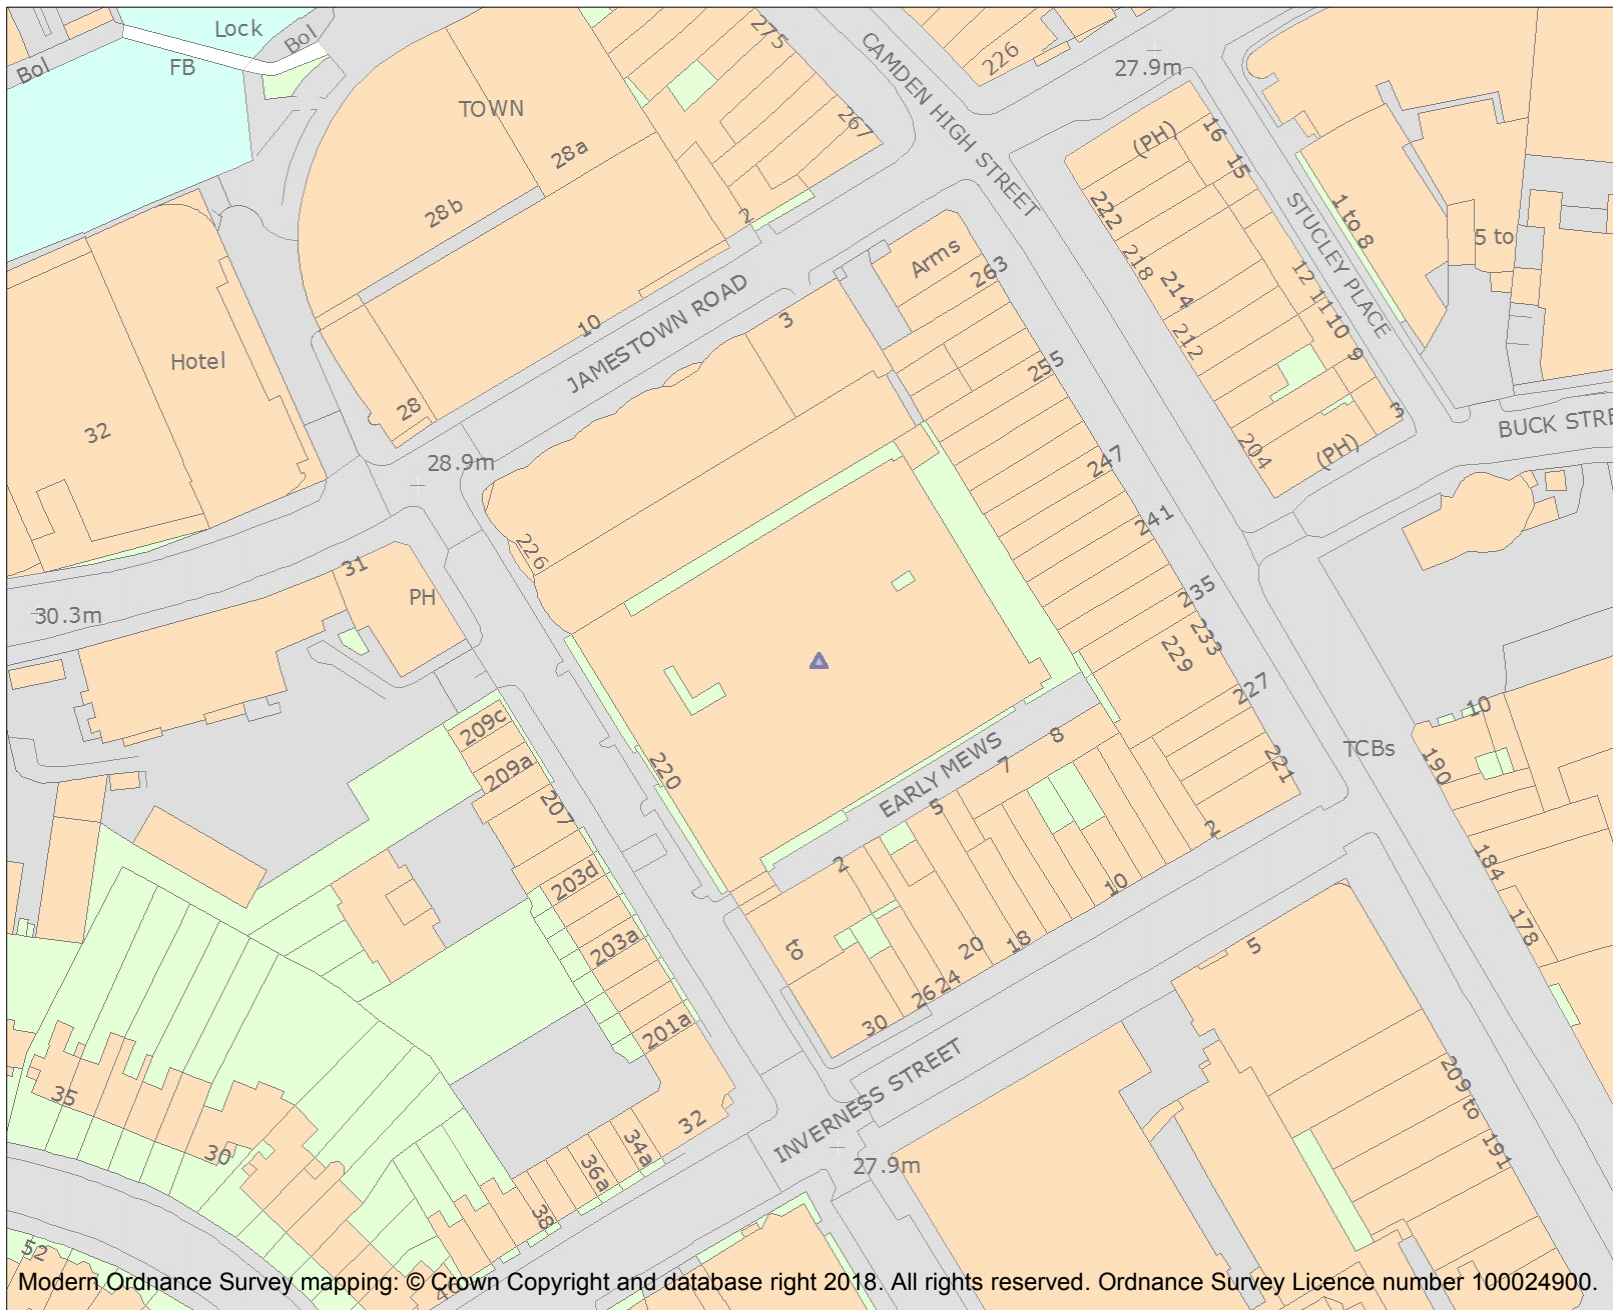 Lock
Bol
Bol
FB
TOWN
28a
28b
275
267
CAMDEN HIGH STREET
226
27.9m
(PH)
16
15
222
218
214
212
204
(PH)
3
STUCLEY PLACE
1 to 8
5 to
12
11
10
9
BUCK STRE
Hotel
32
28
10
2
JAMESTOWN ROAD
3
Arms
263
255
247
241
235
233
229
227
221
28.9m
226
31
PH
30.3m
220
209c
209a
207
203d
203a
201a
32
34a
36a
38
40
EARLY MEWS
8
7
5
2
2
10
18
20
24
26
30
to
TCBs
10
190
184
178
5
209 to
191
INVERNESS STREET
27.9m
35
30
52
Modern Ordnance Survey mapping: © Crown Copyright and database right 2018. All rights reserved. Ordnance Survey Licence number 100024900.